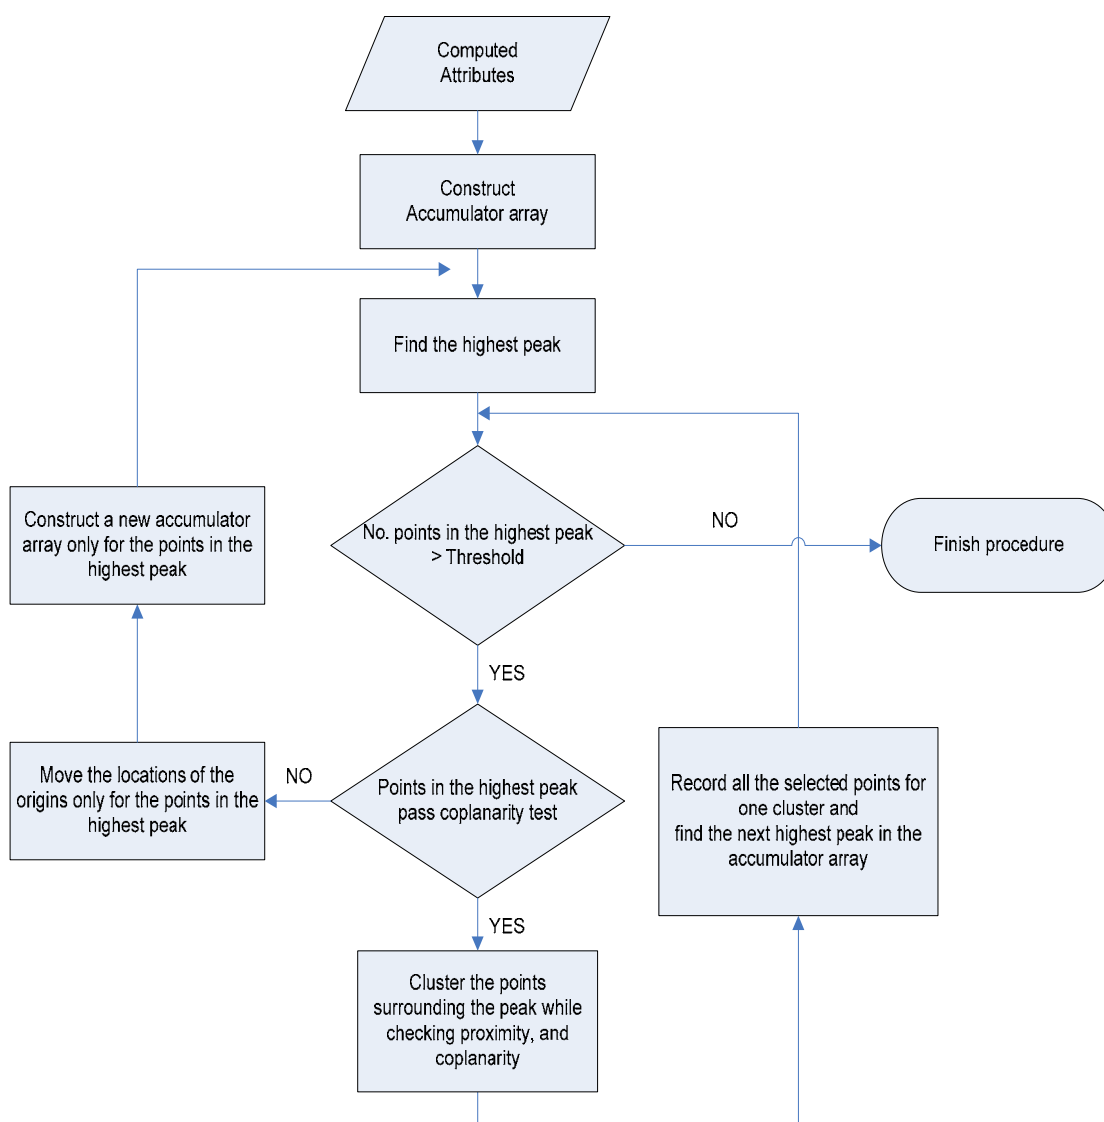 Computed
Attributes
Construct
Accumulator array
Find the highest peak
Construct a new accumulator
array only for the points in the
highest peak
No. points in the highest peak
> Threshold
NO
Finish procedure
YES
Move the locations of the
origins only for the points in the
highest peak
NO
Points in the highest peak
pass coplanarity test
Record all the selected points for
one cluster and
find the next highest peak in the
accumulator array
YES
Cluster the points
surrounding the peak while
checking proximity, and
coplanarity